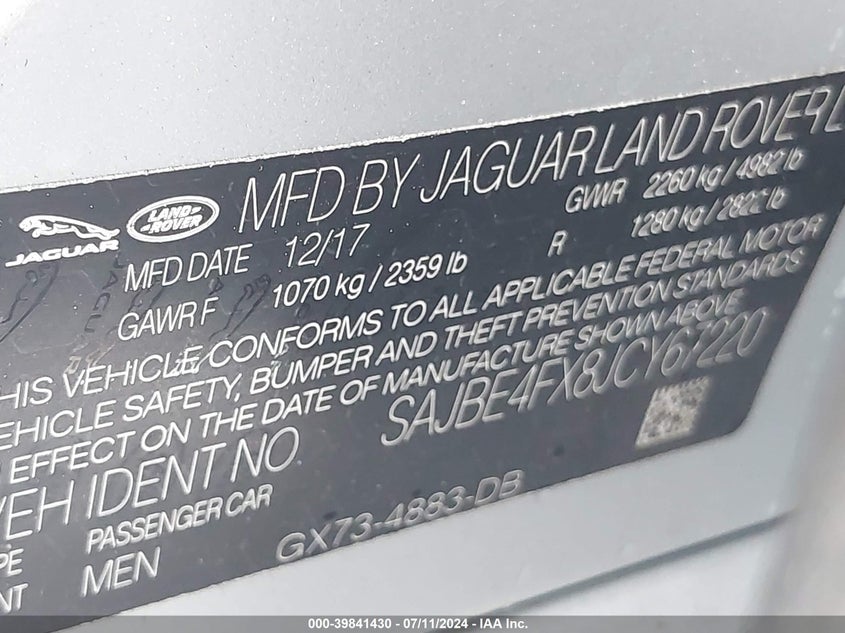 JAGUAR
LAND ROVER
MFD BY JAGUAR LAND ROVER L
MFD DATE 12/17 GVWR 2260 kg / 4982 lb
GAWR F 1070 kg / 2359 lb R 1280 kg / 2822 lb
HIS VEHICLE CONFORMS TO ALL APPLICABLE FEDERAL MOTOR
VEHICLE SAFETY, BUMPER AND THEFT PREVENTION STANDARDS
EFFECT ON THE DATE OF MANUFACTURE SHOWN ABOVE
VEH IDENT NO SAJBE4FX8JCY67220
PE PASSENGER CAR
NT MEN GX73-4883-DB
000-39841430 - 07/11/2024 - IAA Inc.